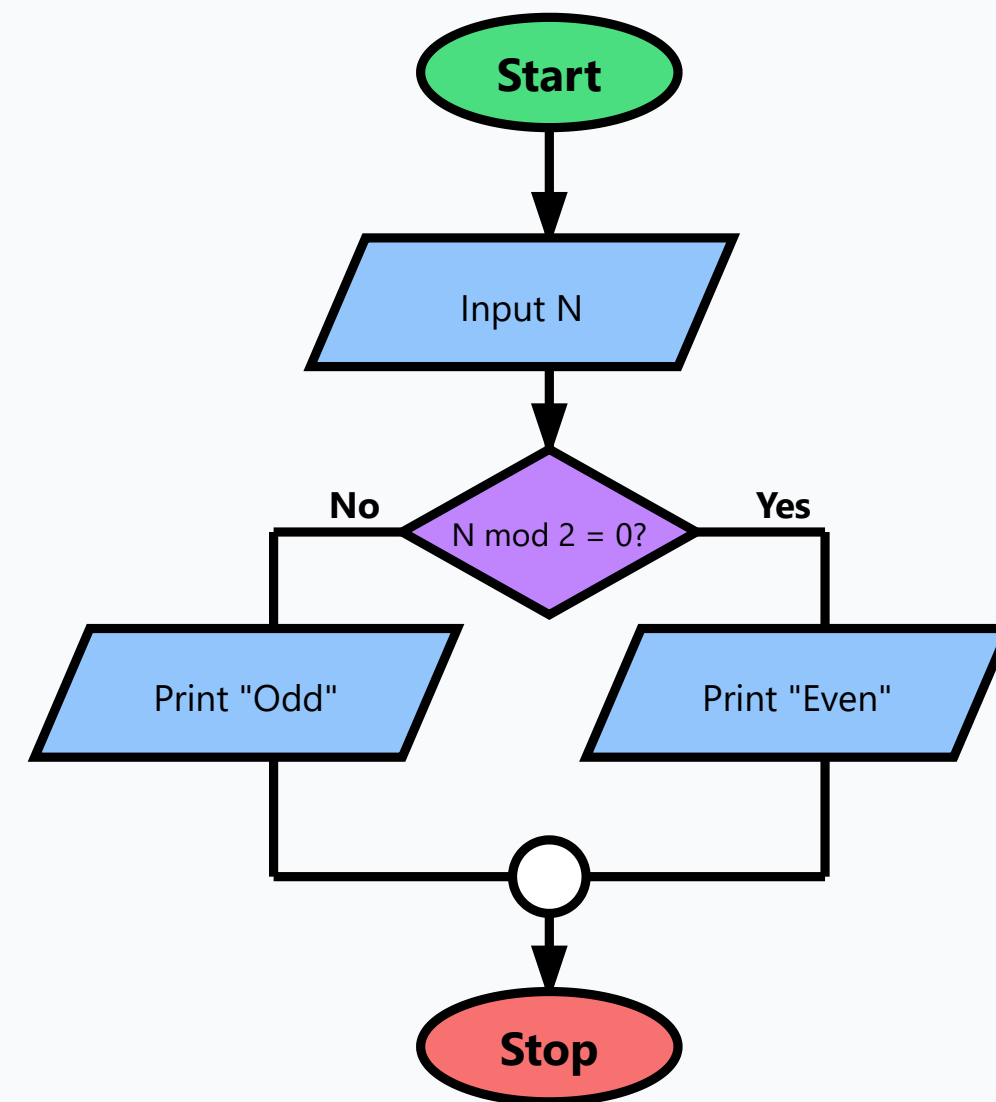 Start
Input N
No
Yes
N mod 2 = 0?
Print "Odd"
Print "Even"
Stop